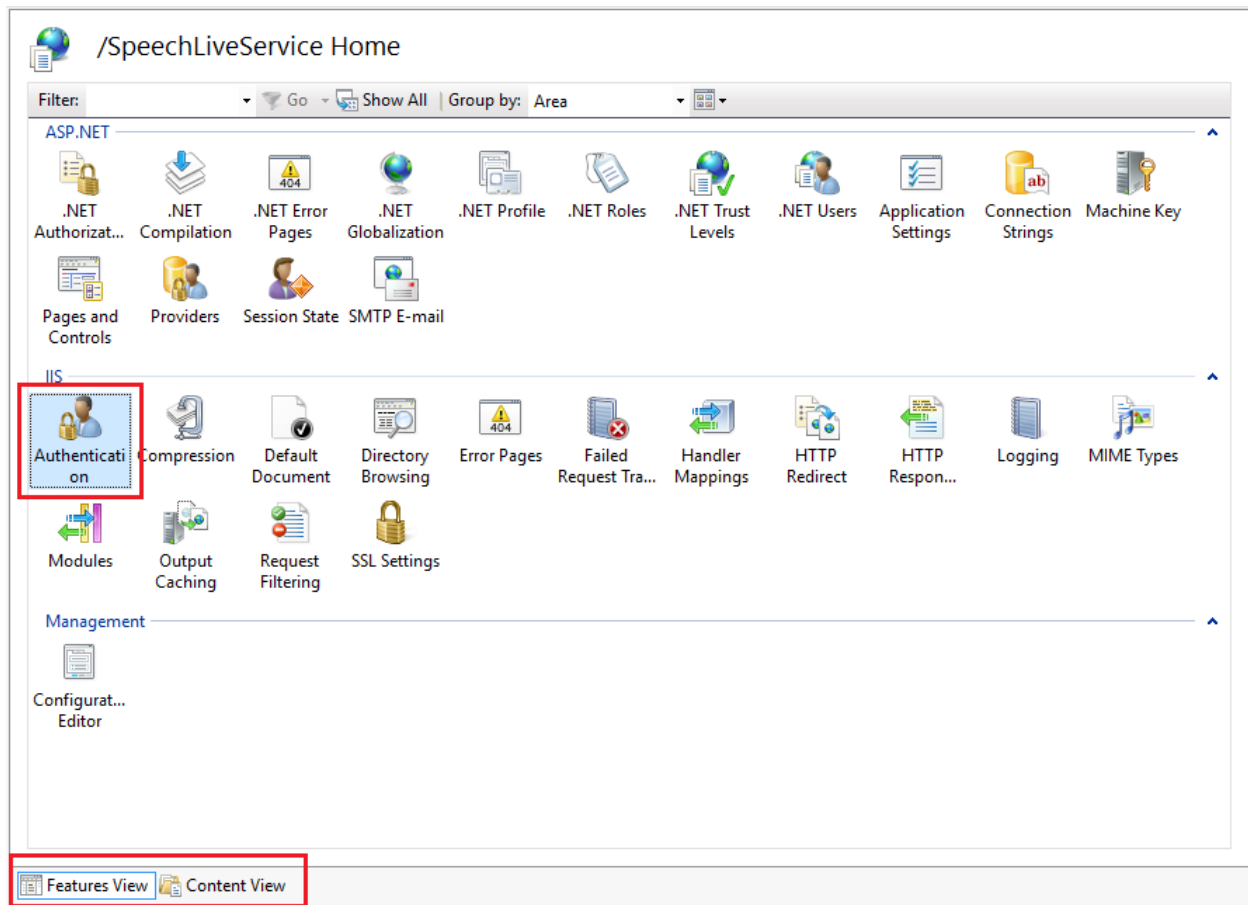 /SpeechLiveService Home
Filter: Go Show All Group by: Area
ASP.NET
.NET Authorizat...
.NET Compilation
404
.NET Error Pages
.NET Globalization
.NET Profile
.NET Roles
.NET Trust Levels
.NET Users
Application Settings
ab
Connection Strings
Machine Key
Pages and Controls
Providers
Session State
SMTP E-mail
IIS
Authenticati on
Compression
Default Document
Directory Browsing
404
Error Pages
Failed Request Tra...
Handler Mappings
HTTP Redirect
HTTP Respon...
Logging
MIME Types
Modules
Output Caching
Request Filtering
SSL Settings
Management
Configurat... Editor
Features View Content View